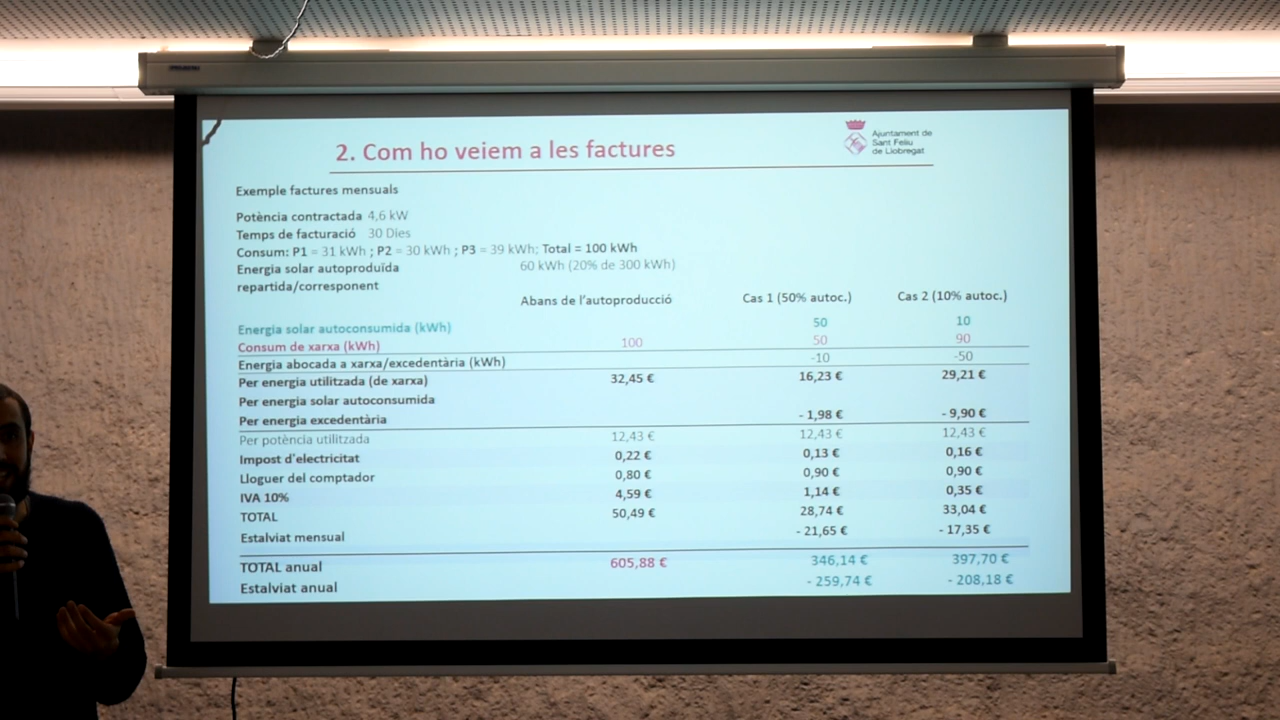 2. Com ho veiem a les factures
Ajuntament de
Sant Feliu
de Llobregat
Exemple factures mensuals
Potència contractada 4,6 kW
Temps de facturació 30 Dies
Consum: P1 = 31 kWh ; P2 = 30 kWh ; P3 = 39 kWh; Total = 100 kWh
Energia solar autoproduïda 60 kWh (20% de 300 kWh)
repartida/corresponent
Abans de l'autoproducció Cas 1 (50% autoc.) Cas 2 (10% autoc.)
Energia solar autoconsumida (kWh) 50 10
Consum de xarxa (kWh) 100 50 90
Energia abocada a xarxa/excedentària (kWh) -10 -50
Per energia utilitzada (de xarxa) 32,45 € 16,23 € 29,21 €
Per energia solar autoconsumida
Per energia excedentària - 1,98 € - 9,90 €
Per potència utilitzada 12,43 € 12,43 € 12,43 €
Impost d'electricitat 0,22 € 0,13 € 0,16 €
Lloguer del comptador 0,80 € 0,90 € 0,90 €
IVA 10% 4,59 € 1,14 € 0,35 €
TOTAL 50,49 € 28,74 € 33,04 €
Estalviat mensual - 21,65 € - 17,35 €
TOTAL anual 605,88 € 346,14 € 397,70 €
Estalviat anual - 259,74 € - 208,18 €